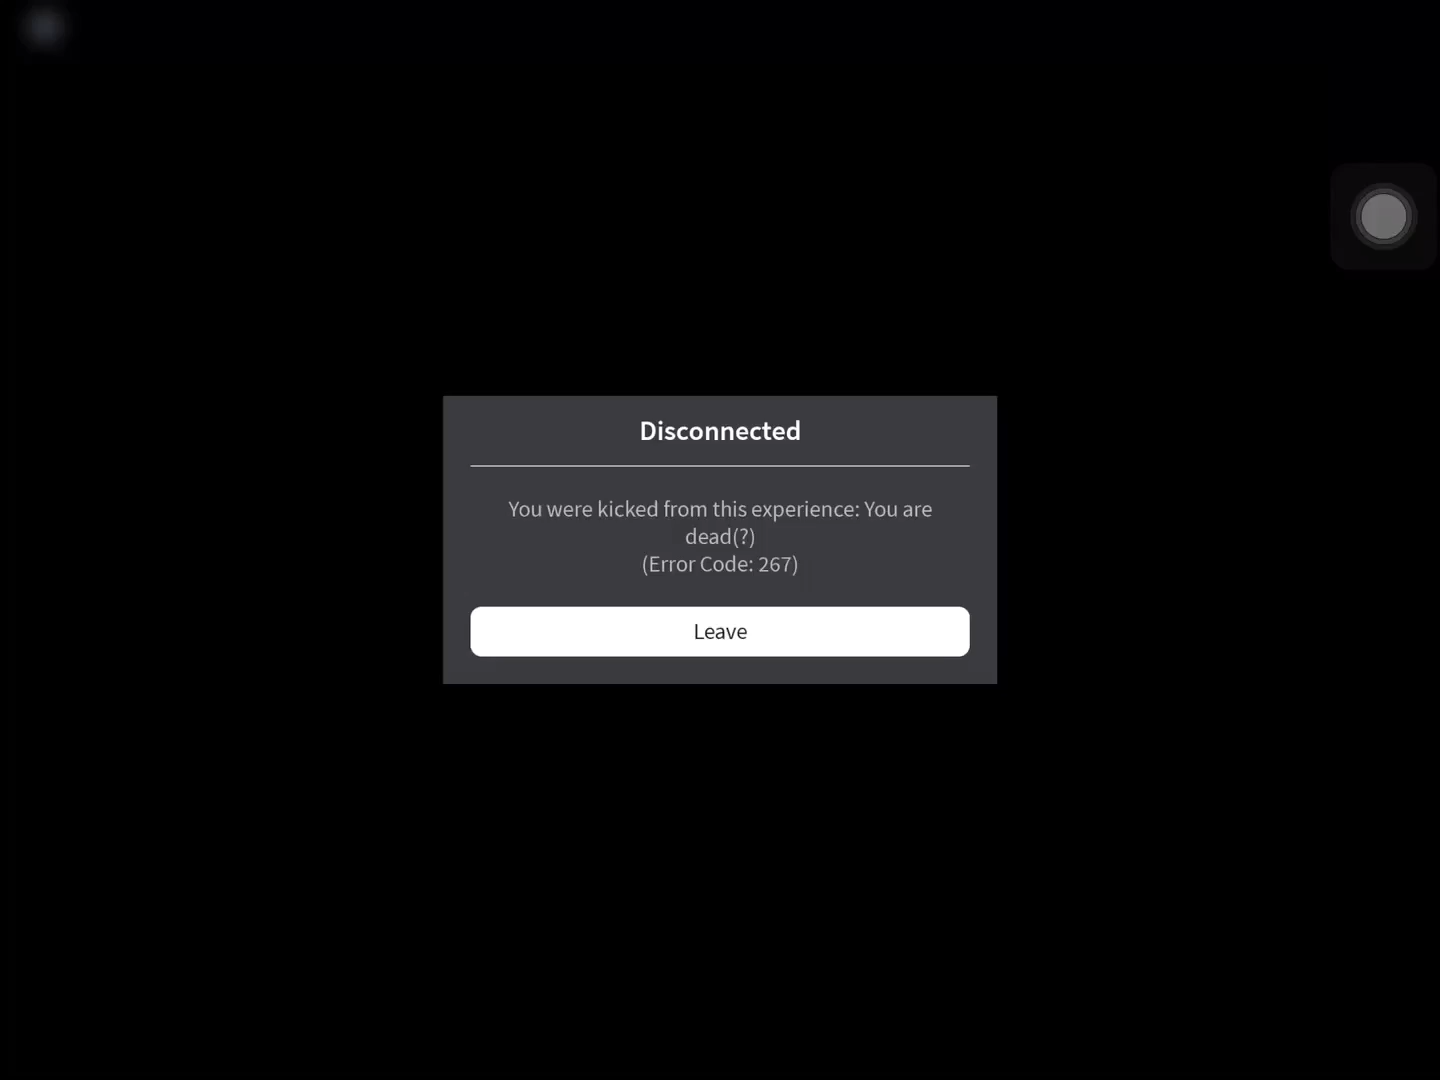 Disconnected
You were kicked from this experience: You are
dead(?)
(Error Code: 267)
Leave